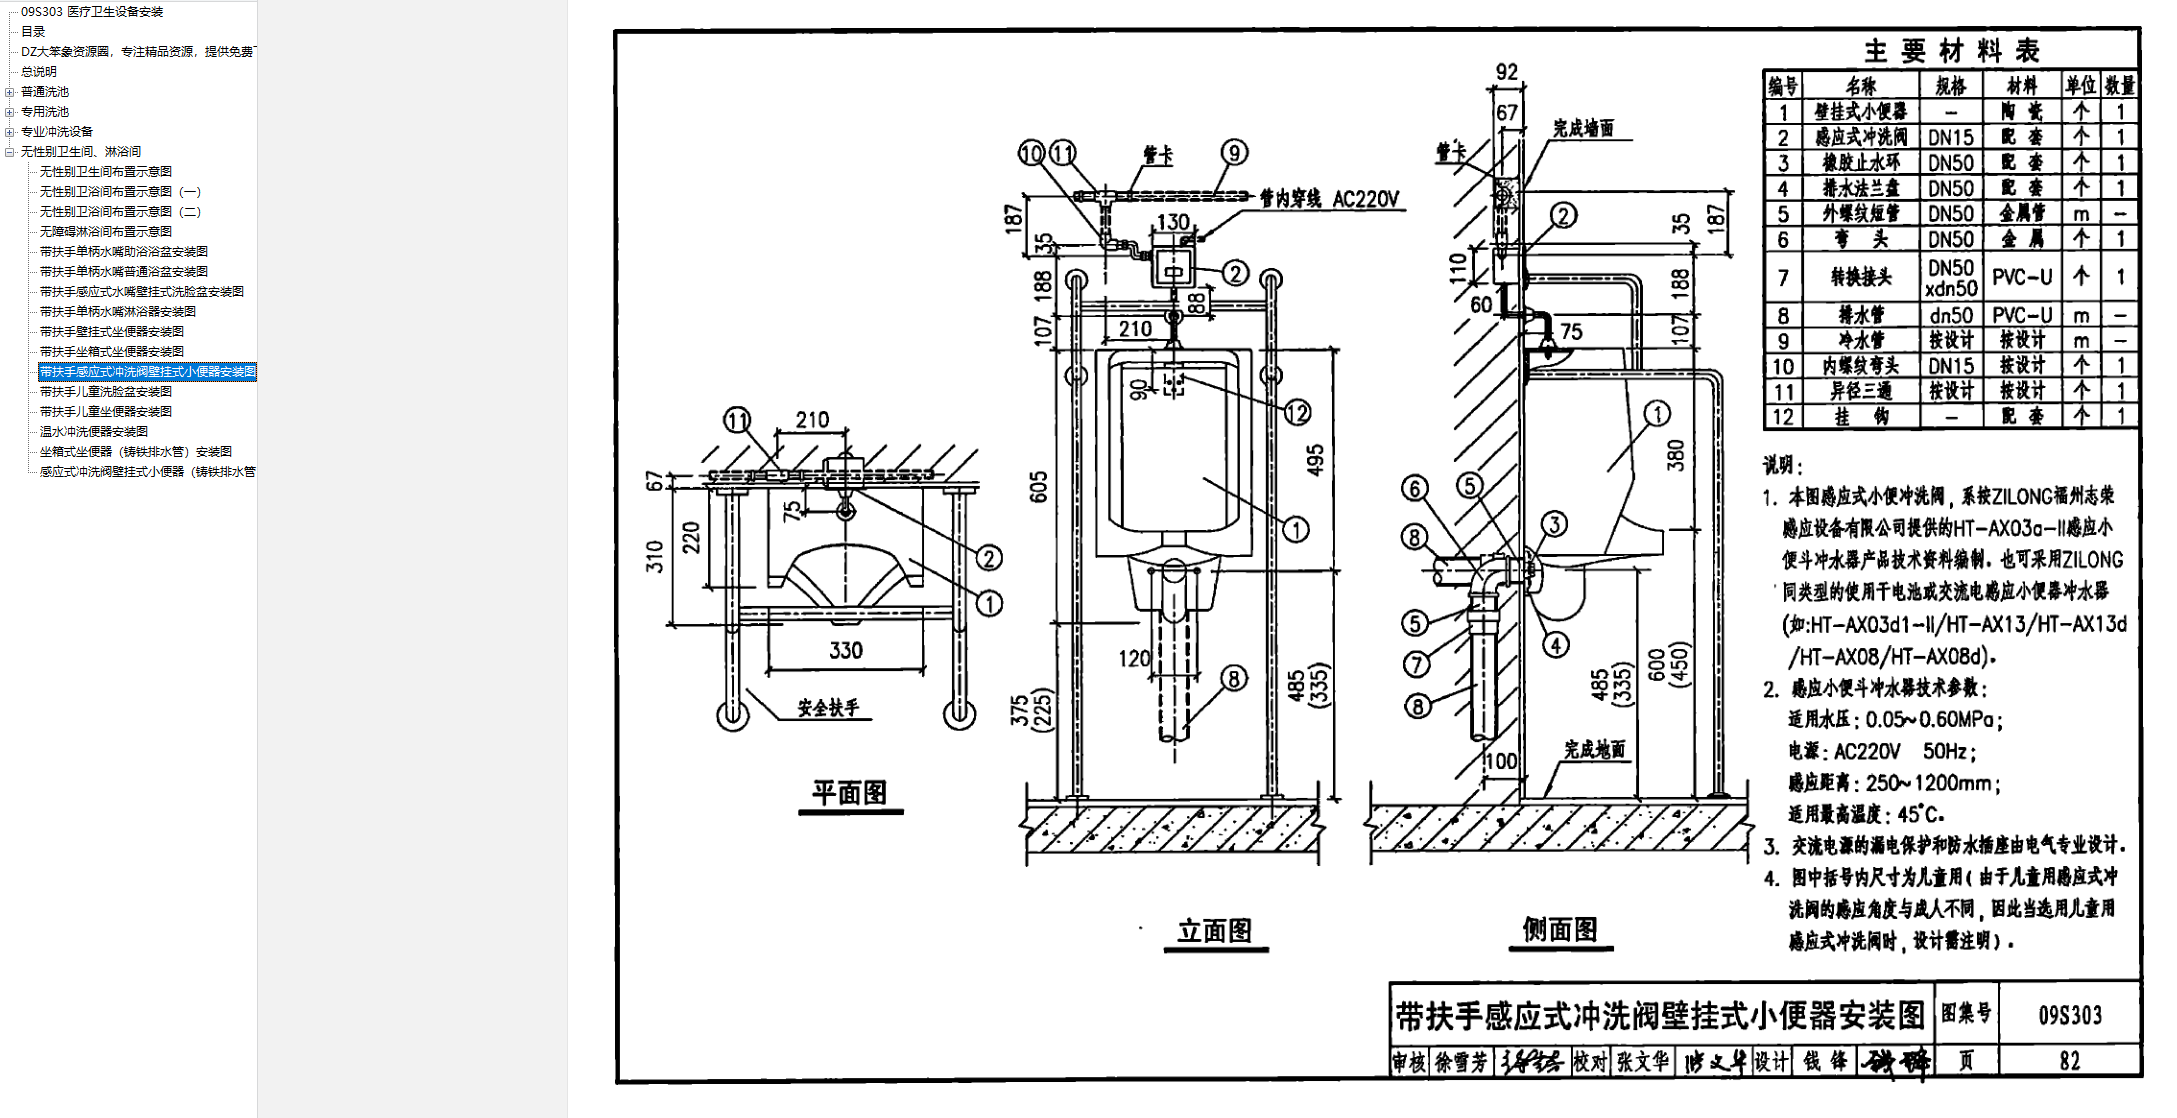 09S303 医疗卫生设备安装
目录
DZ大笨象资源圈，专注精品资源，提供免费下
总说明
普通洗池
专用洗池
专业冲洗设备
无性别卫生间、淋浴间
无性别卫生间布置示意图
无性别卫浴间布置示意图（一）
无性别卫浴间布置示意图（二）
无障碍淋浴间布置示意图
带扶手单柄水嘴助浴浴盆安装图
带扶手单柄水嘴普通浴盆安装图
带扶手感应式水嘴壁挂式洗脸盆安装图
带扶手单柄水嘴淋浴器安装图
带扶手壁挂式坐便器安装图
带扶手坐箱式坐便器安装图
带扶手感应式冲洗阀壁挂式小便器安装图
带扶手儿童洗脸盆安装图
带扶手儿童坐便器安装图
温水冲洗便器安装图
坐箱式坐便器（铸铁排水管）安装图
感应式冲洗阀壁挂式小便器（铸铁排水管
11
210
67
75
220
310
2
1
330
安全扶手
平面图
10
11
管卡
9
管内穿线 AC220V
187
130
35
2
188
88
107
210
90
12
605
495
1
120
8
375
(225)
485
(335)
立面图
92
67
完成墙面
管卡
2
35
187
110
188
60
75
107
1
380
6
5
3
8
5
4
7
8
485
(335)
600
(450)
100
完成地面
侧面图
主要材料表
编号 名称 规格 材料 单位 数量
1 壁挂式小便器 — 陶瓷 个 1
2 感应式冲洗阀 DN15 配套 个 1
3 橡胶止水环 DN50 配套 个 1
4 排水法兰盘 DN50 配套 个 1
5 外螺纹短管 DN50 金属管 m —
6 弯头 DN50 金属 个 1
7 转换接头 DN50xdn50 PVC-U 个 1
8 排水管 dn50 PVC-U m —
9 冷水管 按设计 按设计 m —
10 内螺纹弯头 DN15 按设计 个 1
11 异径三通 按设计 按设计 个 1
12 挂钩 — 配套 个 1
说明：
1. 本图感应式小便冲洗阀，系按ZILONG福州志荣
感应设备有限公司提供的HT-AX03a-II感应小
便斗冲水器产品技术资料编制。也可采用ZILONG
同类型的使用干电池或交流电感应小便器冲水器
(如:HT-AX03d1-II/HT-AX13/HT-AX13d
/HT-AX08/HT-AX08d)。
2. 感应小便斗冲水器技术参数：
适用水压：0.05~0.60MPa；
电源：AC220V 50Hz；
感应距离：250~1200mm；
适用最高温度：45℃。
3. 交流电源的漏电保护和防水插座由电气专业设计。
4. 图中括号内尺寸为儿童用（由于儿童用感应式冲
洗阀的感应角度与成人不同，因此当选用儿童用
感应式冲洗阀时，设计需注明）。
带扶手感应式冲洗阀壁挂式小便器安装图 图集号 09S303
审核 徐雪芳 校对 张文华 张文华 设计 钱锋 钱锋 页 82